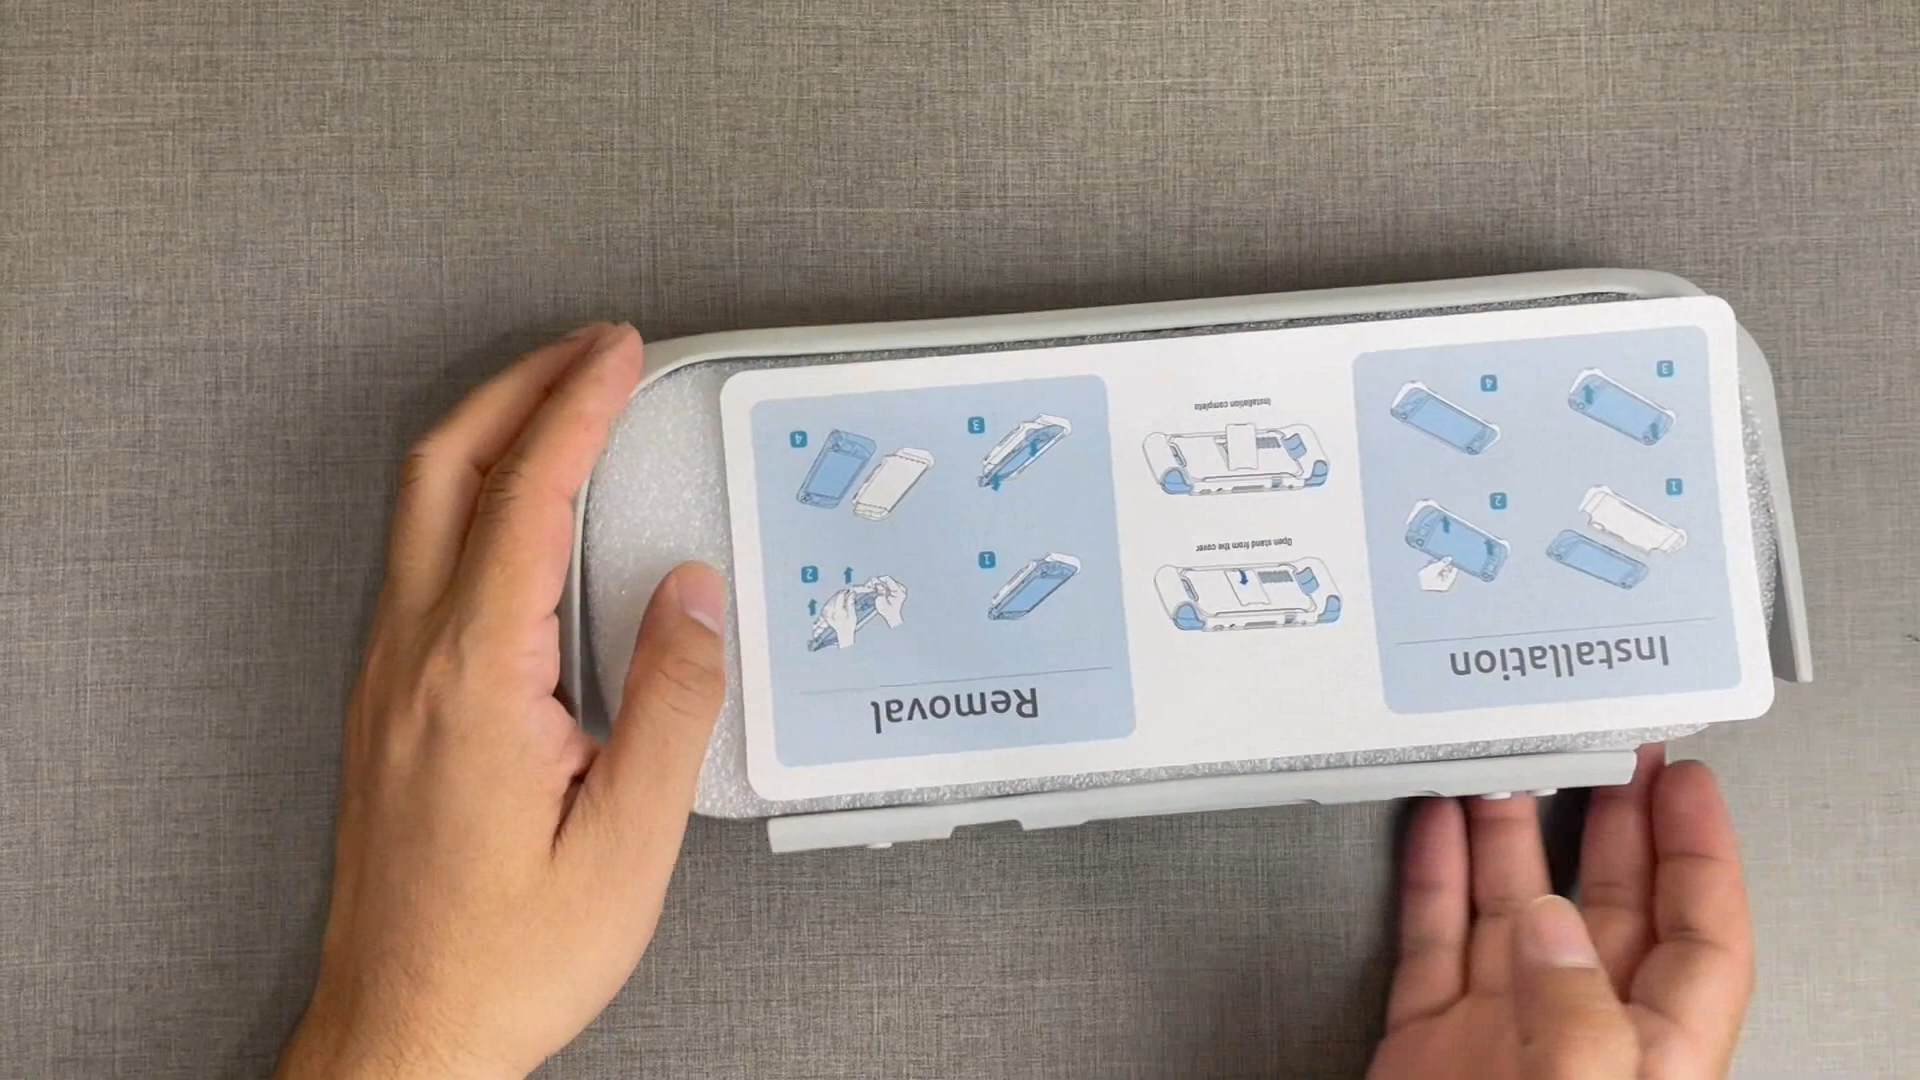 Installation
1
2
3
4
Open stand from the cover
Installation complete
Removal
1
2
3
4